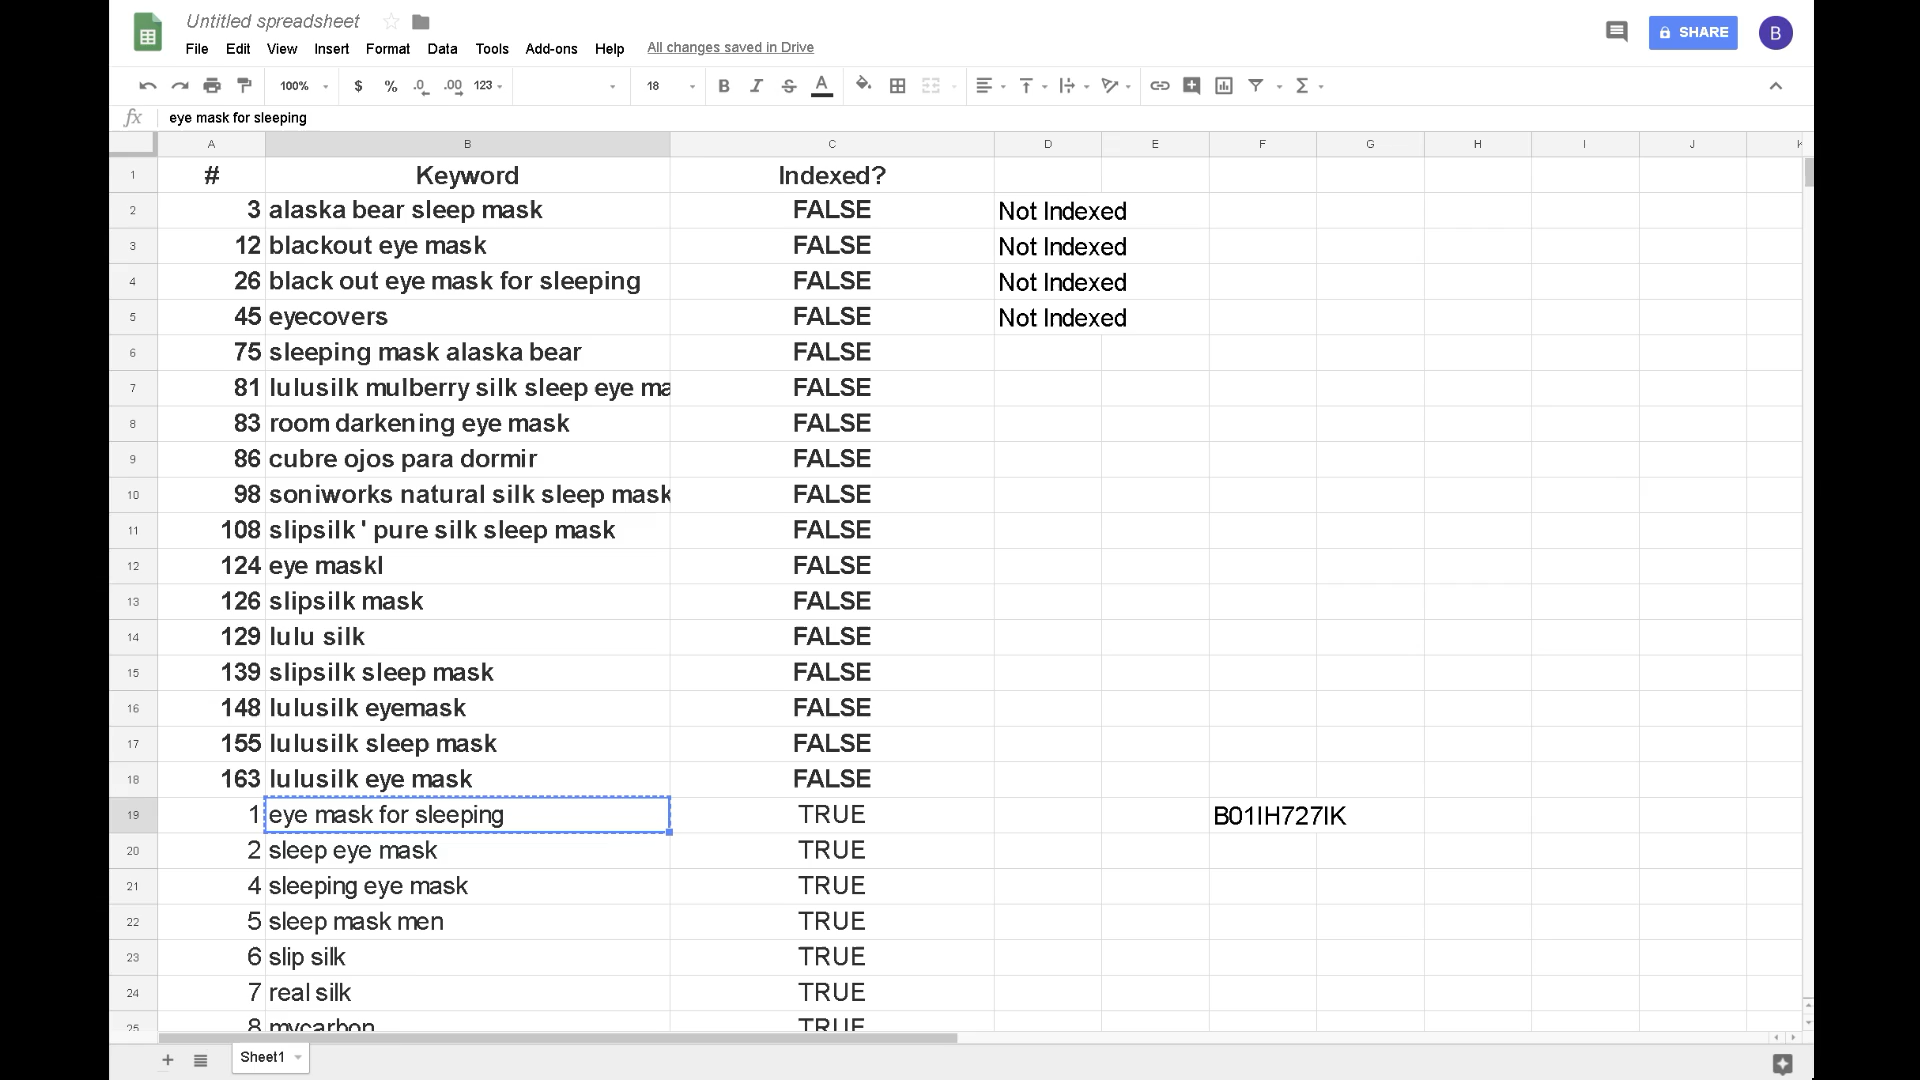 Untitled spreadsheet
File Edit View Insert Format Data Tools Add-ons Help All changes saved in Drive
SHARE
B
100% $ % .0 .00 123 18 B I S A Σ
fx eye mask for sleeping
A B C D E F G H I J K
1 # Keyword Indexed?
2 3 alaska bear sleep mask FALSE Not Indexed
3 12 blackout eye mask FALSE Not Indexed
4 26 black out eye mask for sleeping FALSE Not Indexed
5 45 eyecovers FALSE Not Indexed
6 75 sleeping mask alaska bear FALSE
7 81 lulusilk mulberry silk sleep eye ma FALSE
8 83 room darkening eye mask FALSE
9 86 cubre ojos para dormir FALSE
10 98 soniworks natural silk sleep mask FALSE
11 108 slipsilk ' pure silk sleep mask FALSE
12 124 eye maskl FALSE
13 126 slipsilk mask FALSE
14 129 lulu silk FALSE
15 139 slipsilk sleep mask FALSE
16 148 lulusilk eyemask FALSE
17 155 lulusilk sleep mask FALSE
18 163 lulusilk eye mask FALSE
19 1 eye mask for sleeping TRUE B01IH727IK
20 2 sleep eye mask TRUE
21 4 sleeping eye mask TRUE
22 5 sleep mask men TRUE
23 6 slip silk TRUE
24 7 real silk TRUE
25 8 mycarbon TRUE
Sheet1